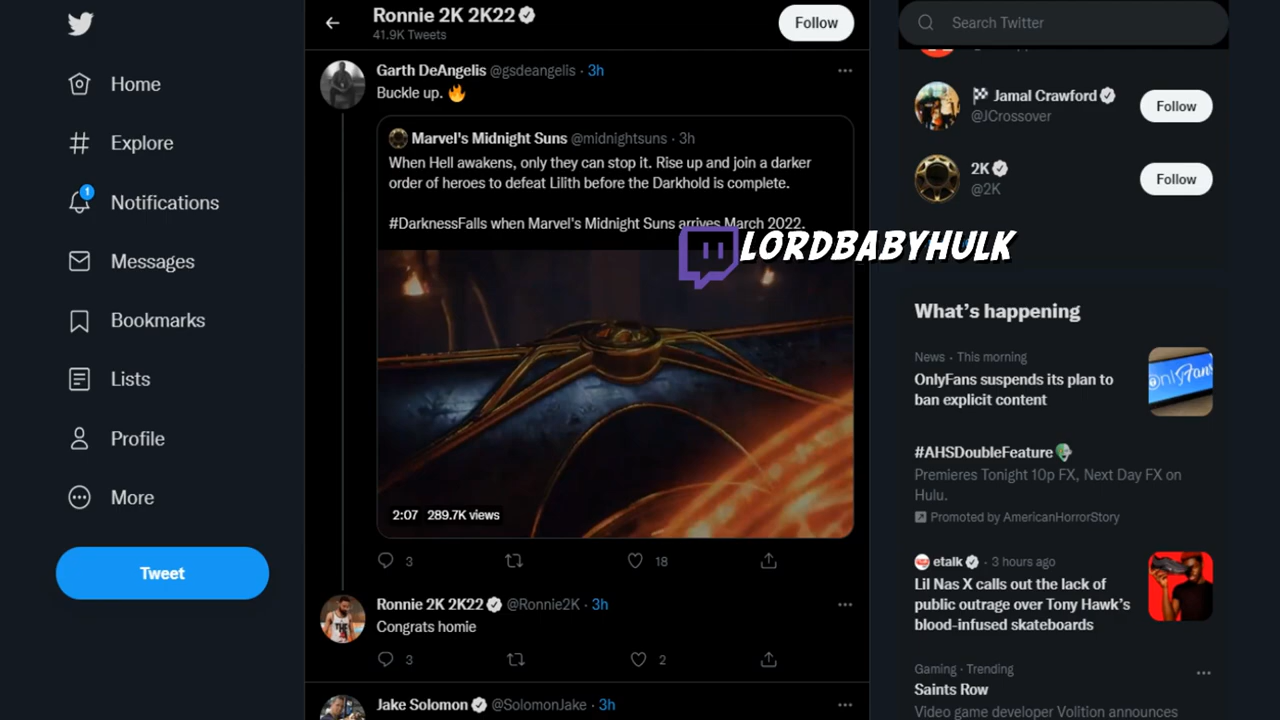 Ronnie 2K 2K22
41.9K Tweets
Follow
Home
Explore
1
Notifications
Messages
Bookmarks
Lists
Profile
More
Tweet
Garth DeAngelis @gsdeangelis · 3h
Buckle up. 🔥
Marvel's Midnight Suns @midnightsuns · 3h
When Hell awakens, only they can stop it. Rise up and join a darker
order of heroes to defeat Lilith before the Darkhold is complete.
#DarknessFalls when Marvel's Midnight Suns arrives March 2022.
LORDBABYHULK
2:07 289.7K views
3 18
Ronnie 2K 2K22 @Ronnie2K · 3h
Congrats homie
3 2
Jake Solomon @SolomonJake · 3h
Search Twitter
🏁 Jamal Crawford
@JCrossover
Follow
2K
@2K
Follow
What's happening
News · This morning
OnlyFans suspends its plan to
ban explicit content
OnlyFans
#AHSDoubleFeature
Premieres Tonight 10p FX, Next Day FX on
Hulu.
Promoted by AmericanHorrorStory
etalk · 3 hours ago
Lil Nas X calls out the lack of
public outrage over Tony Hawk's
blood-infused skateboards
Gaming · Trending
Saints Row
Video game developer Volition announces